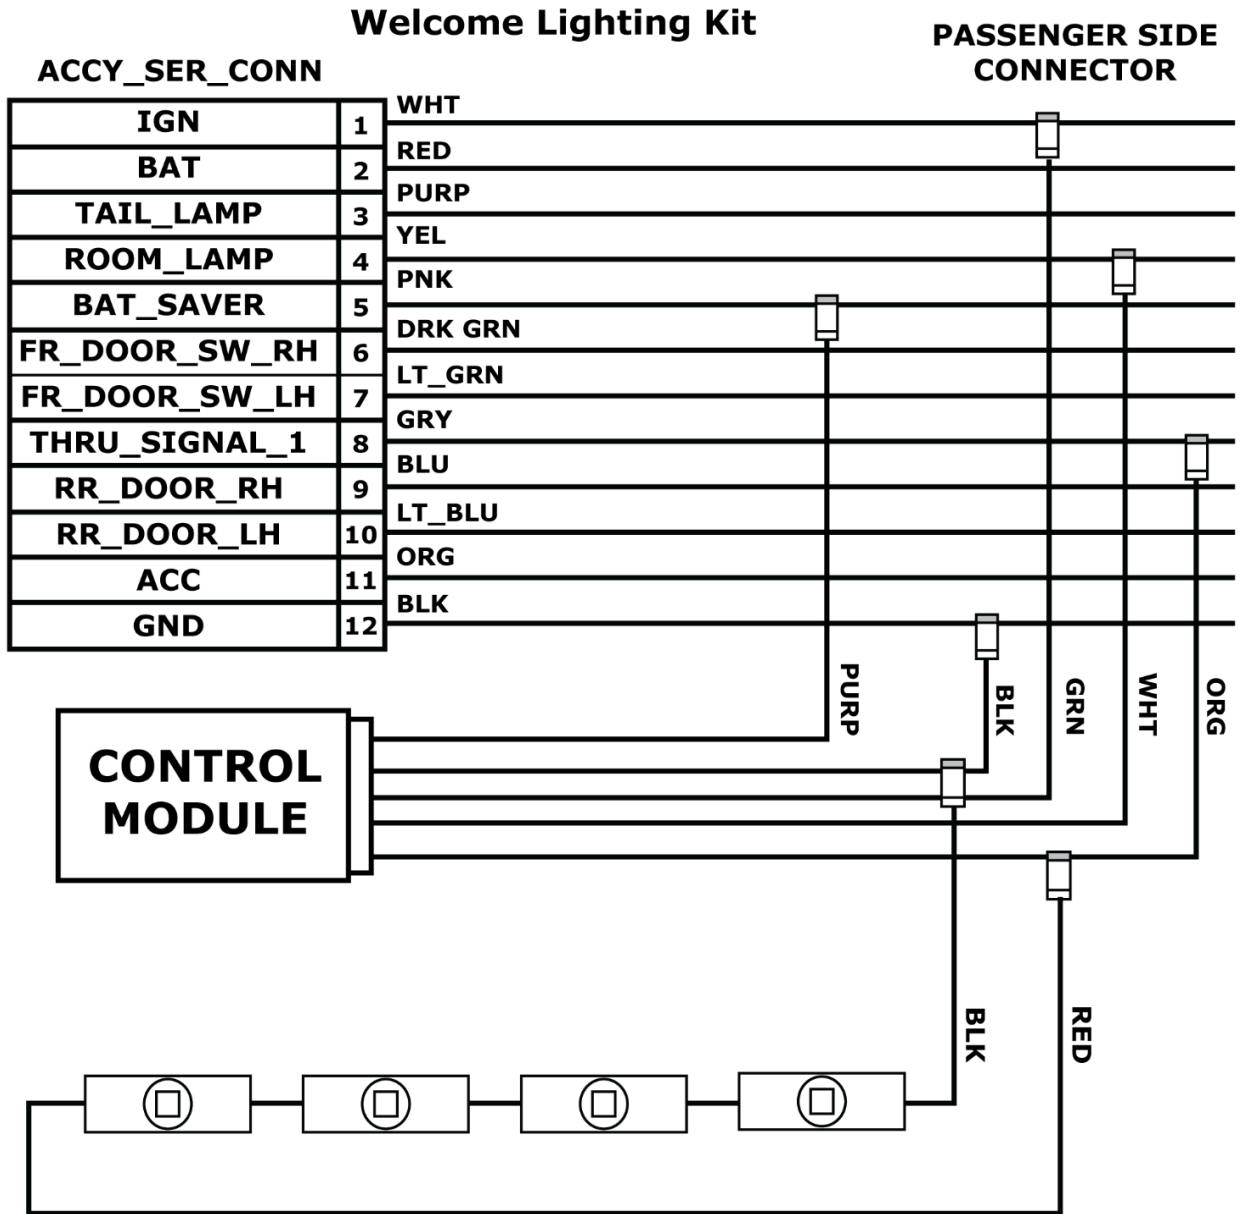 Welcome Lighting Kit
PASSENGER SIDE
CONNECTOR
ACCY_SER_CONN
IGN 1 WHT
BAT 2 RED
TAIL_LAMP 3 PURP
ROOM_LAMP 4 YEL
BAT_SAVER 5 PNK
FR_DOOR_SW_RH 6 DRK GRN
FR_DOOR_SW_LH 7 LT_GRN
THRU_SIGNAL_1 8 GRY
RR_DOOR_RH 9 BLU
RR_DOOR_LH 10 LT_BLU
ACC 11 ORG
GND 12 BLK
PURP
BLK
GRN
WHT
ORG
CONTROL
MODULE
BLK
RED